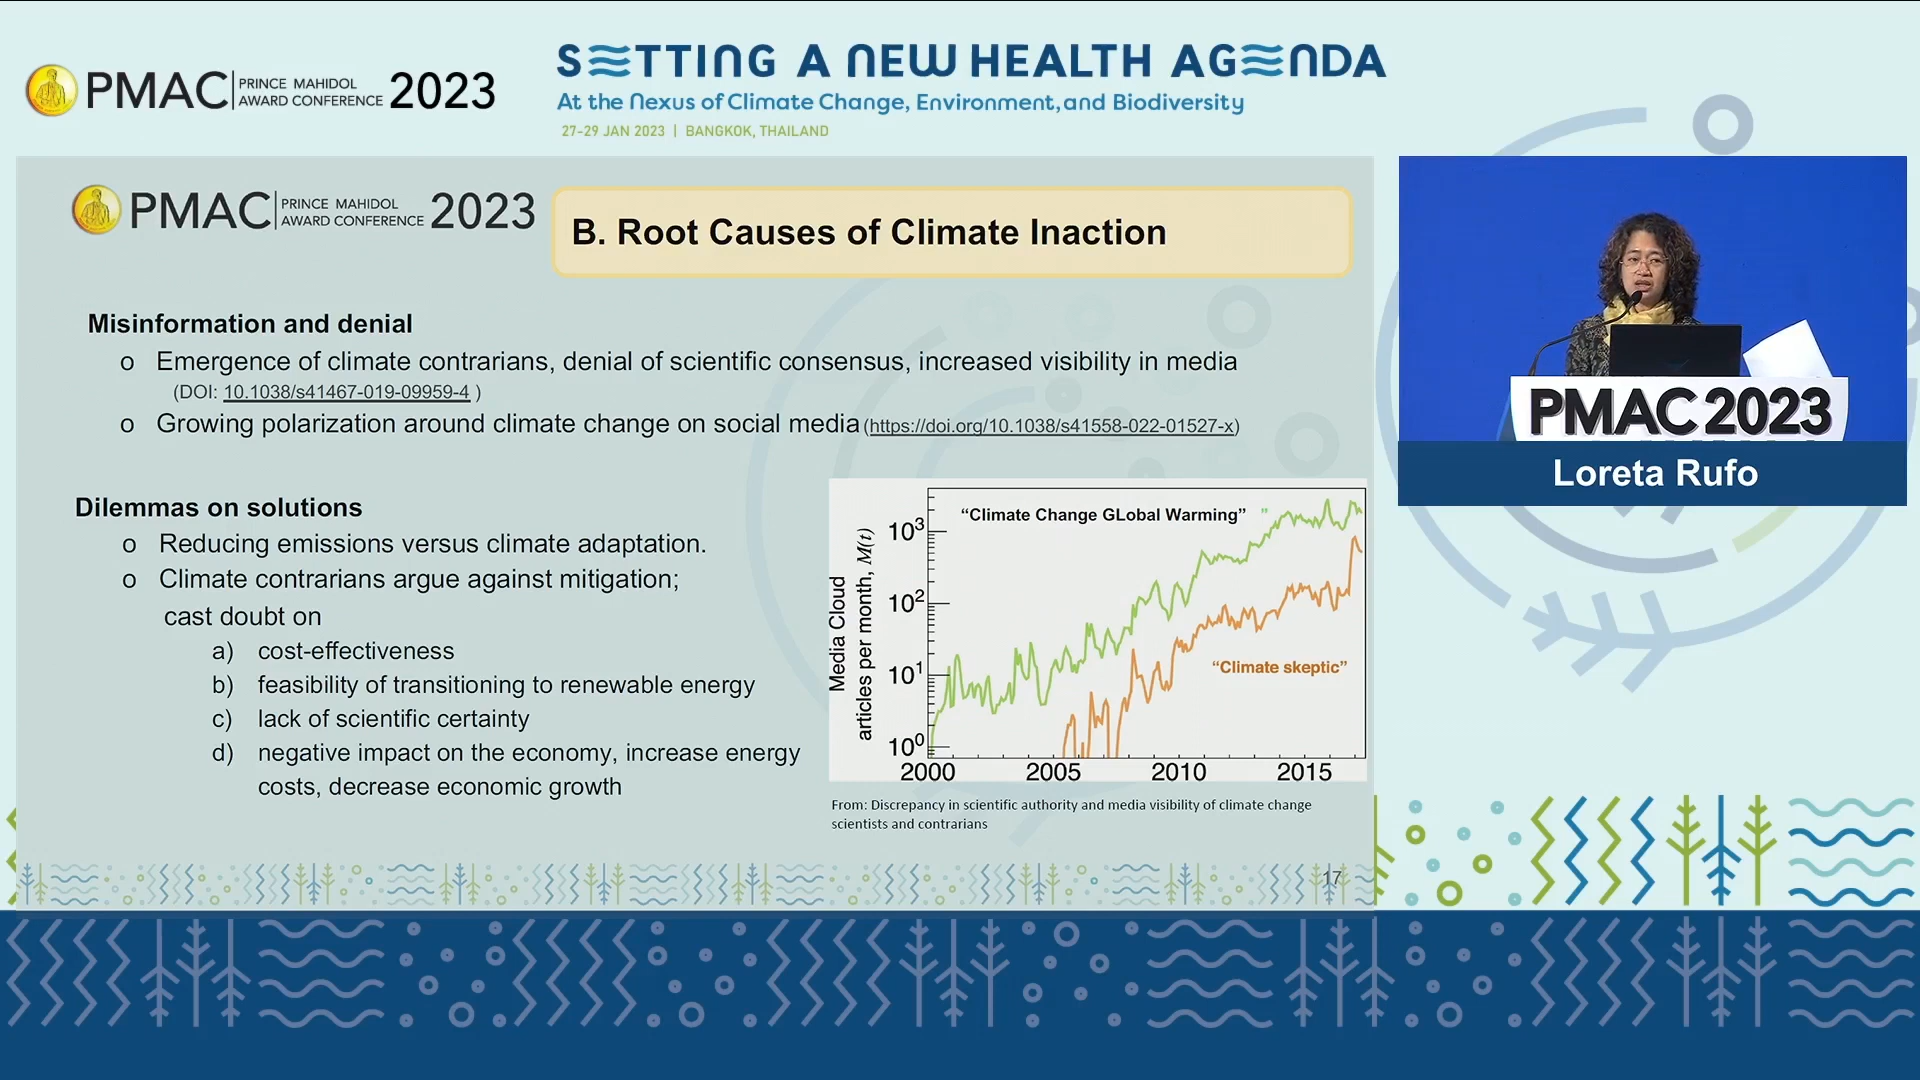 PMAC PRINCE MAHIDOL AWARD CONFERENCE 2023
SETTING A NEW HEALTH AGENDA
At the Nexus of Climate Change, Environment, and Biodiversity
27-29 JAN 2023 | BANGKOK, THAILAND
PMAC PRINCE MAHIDOL AWARD CONFERENCE 2023
B. Root Causes of Climate Inaction
Misinformation and denial
o Emergence of climate contrarians, denial of scientific consensus, increased visibility in media
(DOI: 10.1038/s41467-019-09959-4 )
o Growing polarization around climate change on social media (https://doi.org/10.1038/s41558-022-01527-x)
Dilemmas on solutions
o Reducing emissions versus climate adaptation.
o Climate contrarians argue against mitigation;
cast doubt on
a) cost-effectiveness
b) feasibility of transitioning to renewable energy
c) lack of scientific certainty
d) negative impact on the economy, increase energy
costs, decrease economic growth
Media Cloud
articles per month, M(t)
10³
10²
10¹
10⁰
“Climate Change GLobal Warming” ”
“Climate skeptic”
2000 2005 2010 2015
From: Discrepancy in scientific authority and media visibility of climate change
scientists and contrarians
17
PMAC 2023
Loreta Rufo